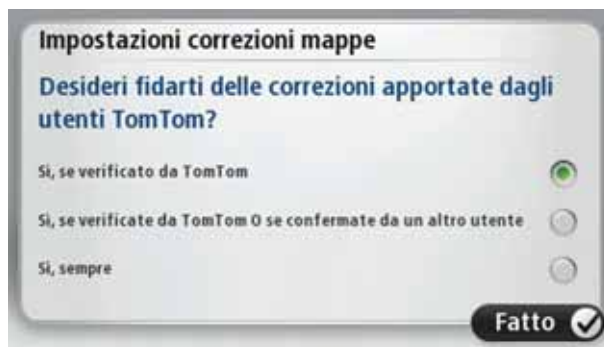 Impostazioni correzioni mappe
Desideri fidarti delle correzioni apportate dagli
utenti TomTom?
Sì, se verificato da TomTom
Sì, se verificate da TomTom O se confermate da un altro utente
Sì, sempre
Fatto